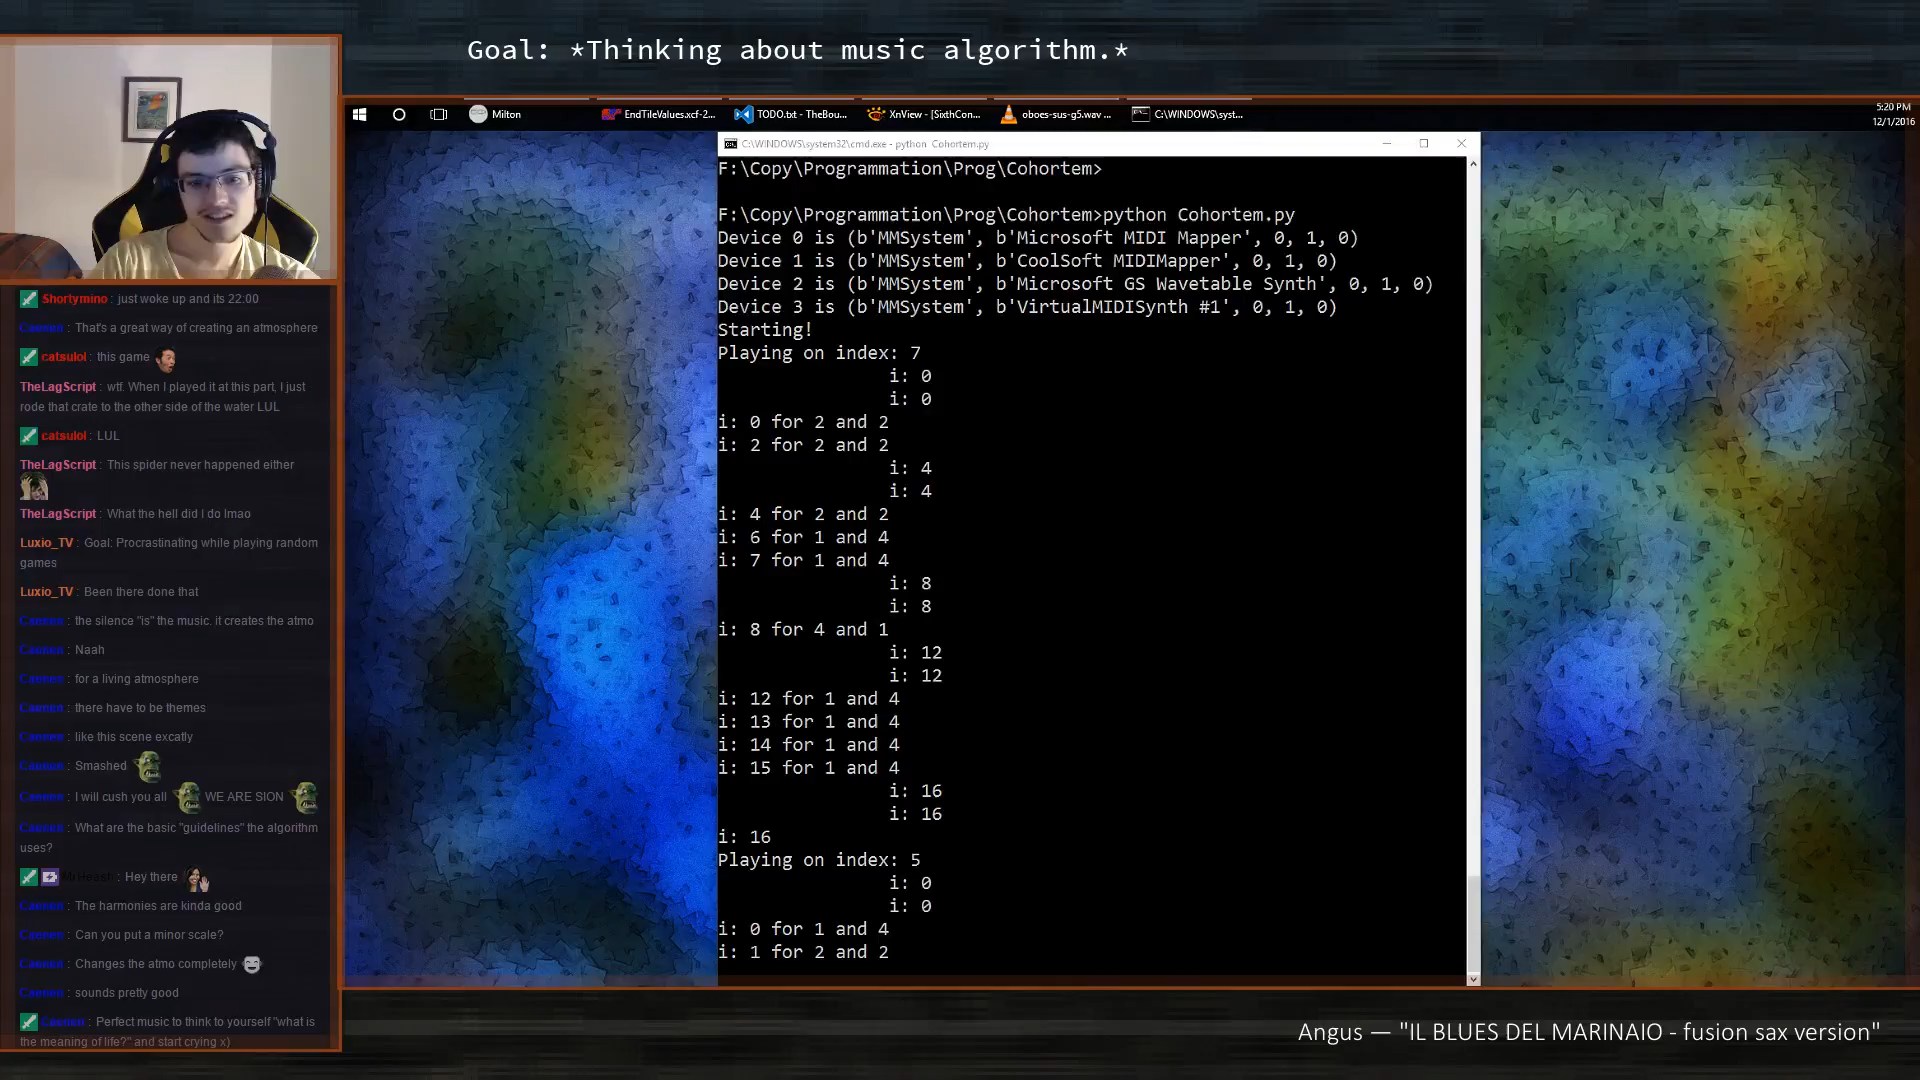 Goal: *Thinking about music algorithm.*
Milton
EndTileValues.xcf-2...
TODO.txt - TheBou...
XnView - [SixthCon...
oboes-sus-g5.wav ...
C:\WINDOWS\syst...
5:20 PM
12/1/2016
C:\WINDOWS\system32\cmd.exe - python Cohortem.py
F:\Copy\Programmation\Prog\Cohortem>
F:\Copy\Programmation\Prog\Cohortem>python Cohortem.py
Device 0 is (b'MMSystem', b'Microsoft MIDI Mapper', 0, 1, 0)
Device 1 is (b'MMSystem', b'CoolSoft MIDIMapper', 0, 1, 0)
Device 2 is (b'MMSystem', b'Microsoft GS Wavetable Synth', 0, 1, 0)
Device 3 is (b'MMSystem', b'VirtualMIDISynth #1', 0, 1, 0)
Starting!
Playing on index: 7
i: 0
i: 0
i: 0 for 2 and 2
i: 2 for 2 and 2
i: 4
i: 4
i: 4 for 2 and 2
i: 6 for 1 and 4
i: 7 for 1 and 4
i: 8
i: 8
i: 8 for 4 and 1
i: 12
i: 12
i: 12 for 1 and 4
i: 13 for 1 and 4
i: 14 for 1 and 4
i: 15 for 1 and 4
i: 16
i: 16
i: 16
Playing on index: 5
i: 0
i: 0
i: 0 for 1 and 4
i: 1 for 2 and 2
Shortymino : just woke up and its 22:00
: That's a great way of creating an atmosphere
catsulol : this game
TheLagScript : wtf. When I played it at this part, I just
rode that crate to the other side of the water LUL
catsulol : LUL
TheLagScript : This spider never happened either
TheLagScript : What the hell did I do lmao
Luxio_TV : Goal: Procrastinating while playing random
games
Luxio_TV : Been there done that
: the silence "is" the music. it creates the atmo
: Naah
: for a living atmosphere
: there have to be themes
: like this scene excatly
: Smashed
: I will cush you all WE ARE SION
: What are the basic "guidelines" the algorithm
uses?
: Hey there
: The harmonies are kinda good
: Can you put a minor scale?
: Changes the atmo completely
: sounds pretty good
: Perfect music to think to yourself "what is
the meaning of life?" and start crying x)
Angus — "IL BLUES DEL MARINAIO - fusion sax version"